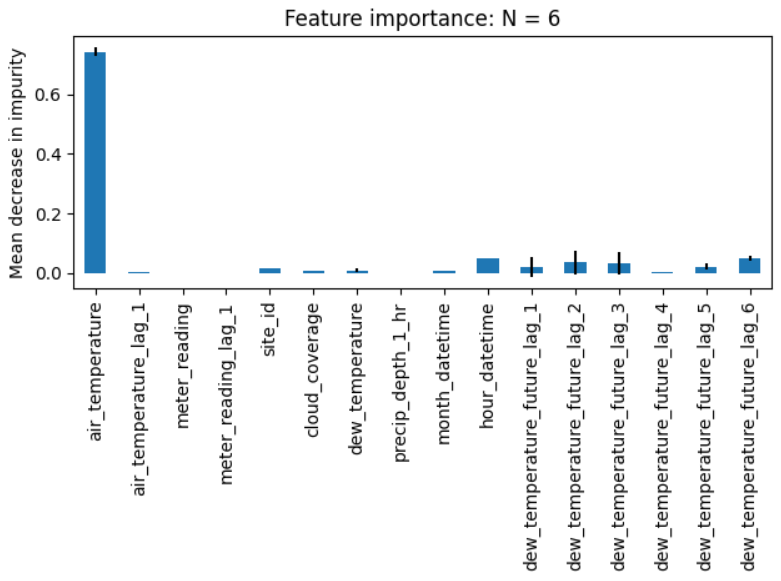 Feature importance: N = 6
Mean decrease in impurity
0.6
0.4
0.2
0.0
air_temperature
air_temperature_lag_1
meter_reading
meter_reading_lag_1
site_id
cloud_coverage
dew_temperature
precip_depth_1_hr
month_datetime
hour_datetime
dew_temperature_future_lag_1
dew_temperature_future_lag_2
dew_temperature_future_lag_3
dew_temperature_future_lag_4
dew_temperature_future_lag_5
dew_temperature_future_lag_6